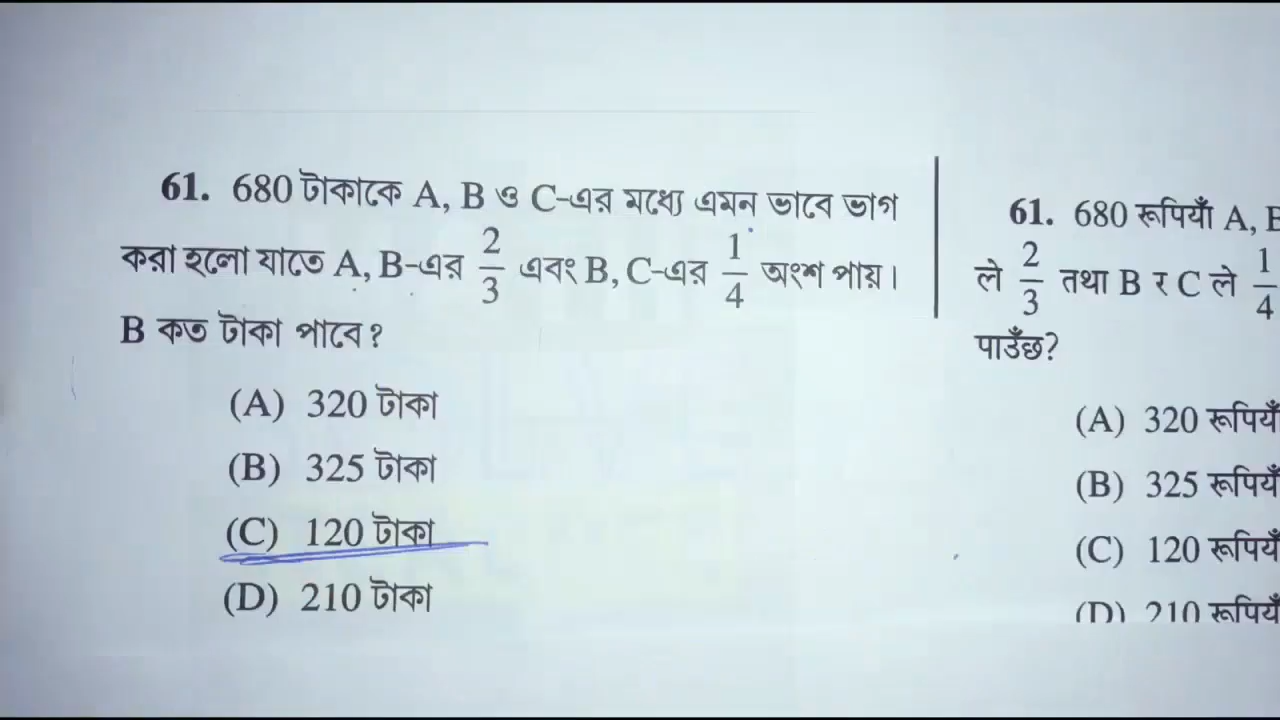 61. 680 টাকাকে A, B ও C-এর মধ্যে এমন ভাবে ভাগ
করা হলো যাতে A, B-এর 2/3 এবং B, C-এর 1/4 অংশ পায়।
B কত টাকা পাবে?
(A) 320 টাকা
(B) 325 টাকা
(C) 120 টাকা
(D) 210 টাকা
61. 680 रूपियाँ A, B
ले 2/3 तथा B र C ले 1/4
पाउँछ?
(A) 320 रूपियाँ
(B) 325 रूपियाँ
(C) 120 रूपियाँ
(D) 210 रूपियाँ